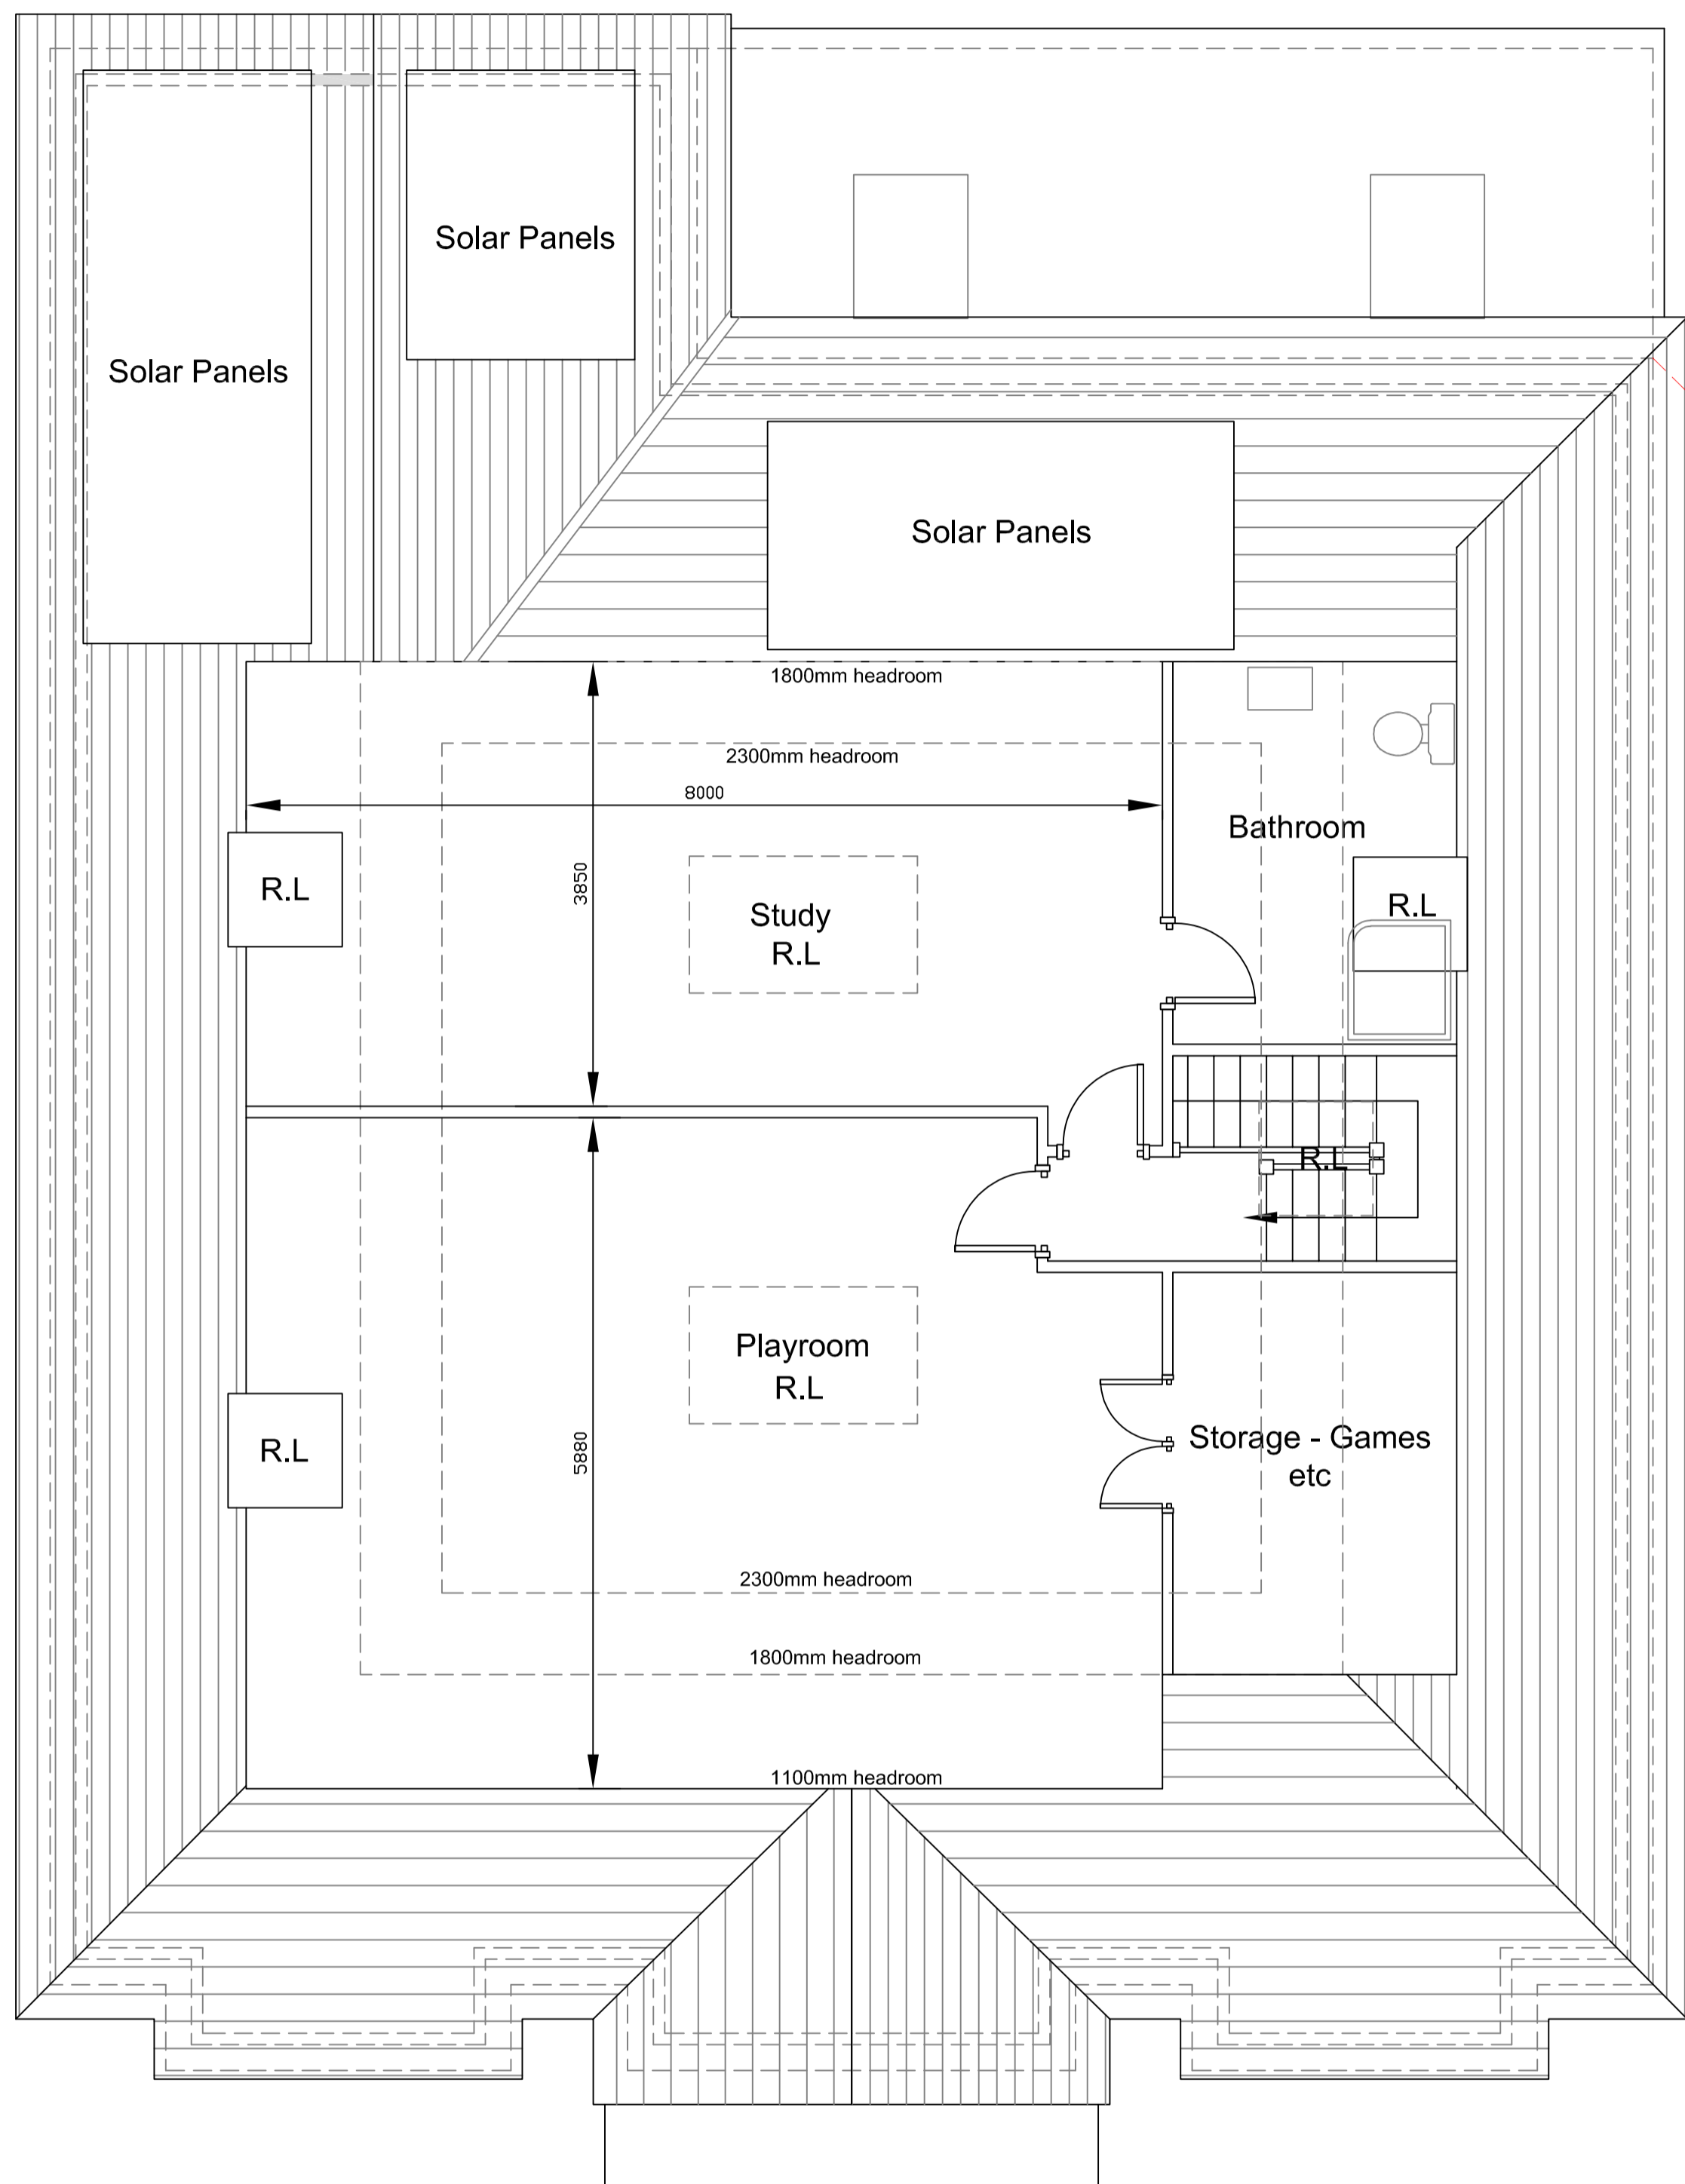 Solar Panels
Solar Panels
Solar Panels
1800mm headroom
2300mm headroom
8000
Bathroom
3850
R.L
Study
R.L
R.L
R.L
Playroom
R.L
R.L
5880
Storage - Games
etc
2300mm headroom
1800mm headroom
1100mm headroom